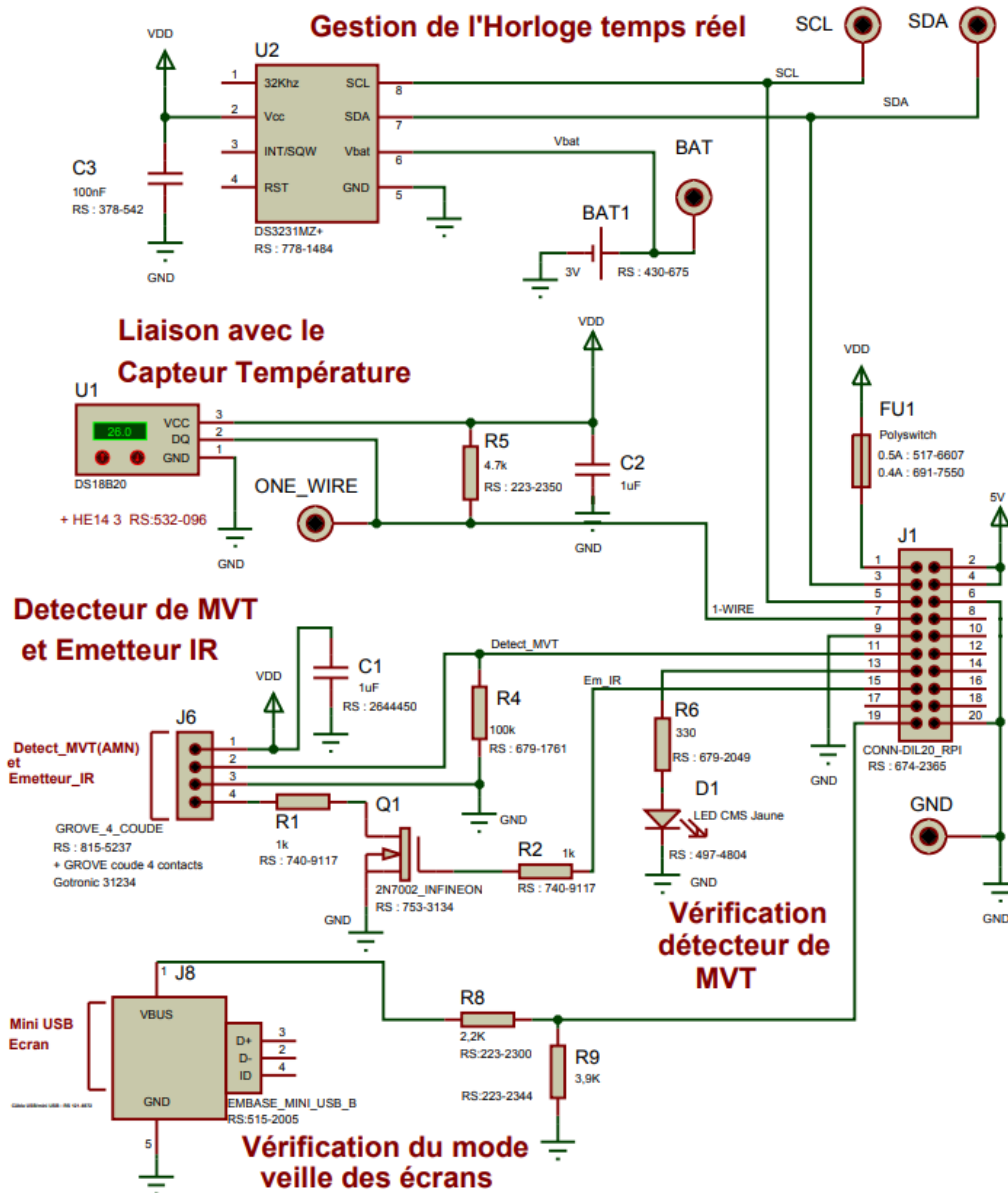 Gestion de l'Horloge temps réel
SCL
SDA
VDD
U2
1
32Khz
SCL
8
SCL
2
Vcc
SDA
7
SDA
3
INT/SQW
Vbat
6
Vbat
4
RST
GND
5
C3
100nF
RS : 378-542
DS3231MZ+
RS : 778-1484
GND
BAT
BAT1
3V
RS : 430-675
Liaison avec le
Capteur Température
VDD
U1
26.0
VCC
3
DQ
2
GND
1
DS18B20
+ HE14 3 RS:532-096
GND
ONE_WIRE
R5
4.7k
RS : 223-2350
C2
1uF
GND
VDD
FU1
Polyswitch
0.5A : 517-6607
0.4A : 691-7550
5V
J1
1
2
3
4
5
6
7
8
9
10
11
12
13
14
15
16
17
18
19
20
CONN-DIL20_RPI
RS : 674-2365
1-WIRE
GND
GND
GND
Detecteur de MVT
et Emetteur IR
Detect_MVT
Em_IR
VDD
C1
1uF
RS : 2644450
J6
1
2
3
4
Detect_MVT(AMN)
et
Emetteur_IR
GROVE_4_COUDE
RS : 815-5237
+ GROVE coude 4 contacts
Gotronic 31234
R4
100k
RS : 679-1761
GND
R1
1k
RS : 740-9117
Q1
2N7002_INFINEON
RS : 753-3134
GND
R2
1k
RS : 740-9117
R6
330
RS : 679-2049
D1
LED CMS Jaune
RS : 497-4804
GND
Vérification
détecteur de
MVT
J8
1
VBUS
D+
3
D-
2
ID
4
GND
5
Mini USB
Ecran
EMBASE_MINI_USB_B
RS:515-2005
R8
2,2K
RS:223-2300
R9
3,9K
RS:223-2344
Vérification du mode
veille des écrans